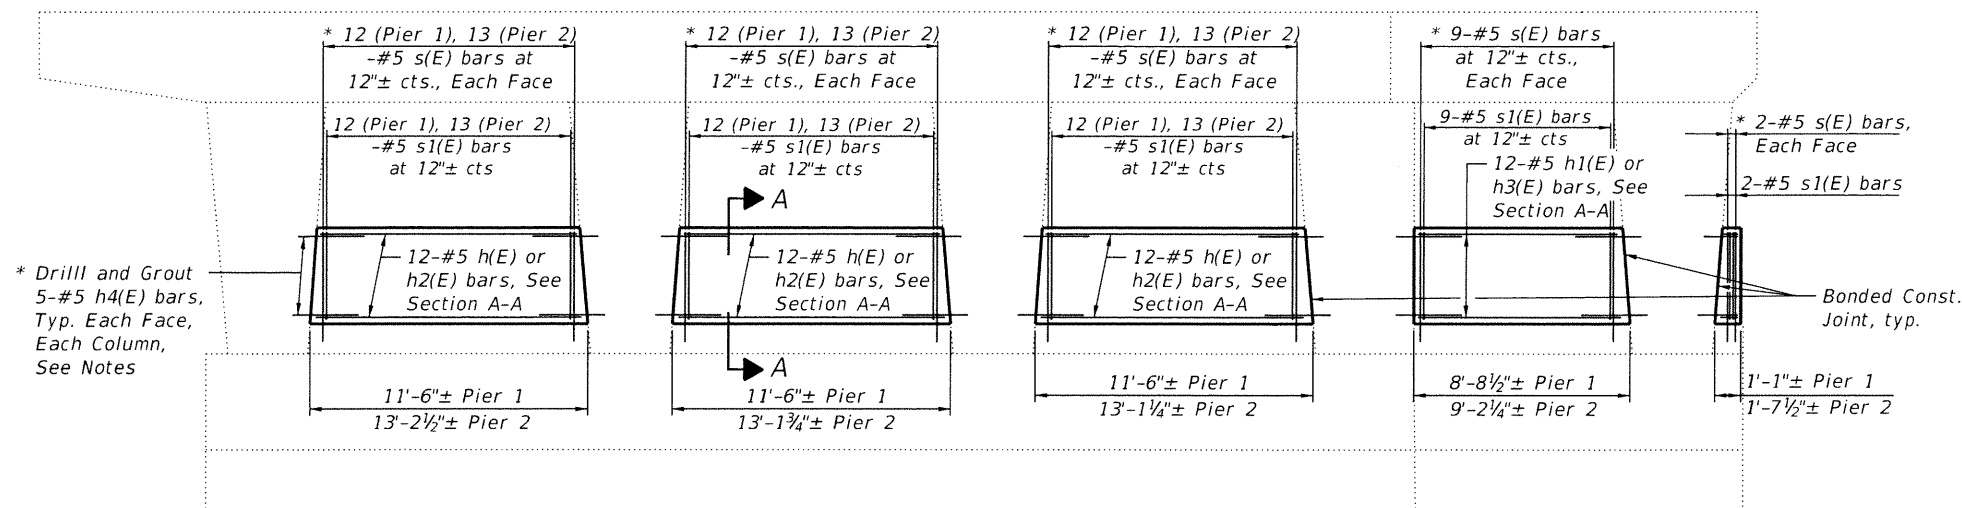 * 12 (Pier 1), 13 (Pier 2)
-#5 s(E) bars at
12"± cts., Each Face
* 12 (Pier 1), 13 (Pier 2)
-#5 s(E) bars at
12"± cts., Each Face
* 12 (Pier 1), 13 (Pier 2)
-#5 s(E) bars at
12"± cts., Each Face
* 9-#5 s(E) bars
at 12"± cts.,
Each Face
12 (Pier 1), 13 (Pier 2)
-#5 s1(E) bars
at 12"± cts
12 (Pier 1), 13 (Pier 2)
-#5 s1(E) bars
at 12"± cts
12 (Pier 1), 13 (Pier 2)
-#5 s1(E) bars
at 12"± cts
9-#5 s1(E) bars
at 12"± cts
12-#5 h1(E) or
h3(E) bars, See
Section A-A
* 2-#5 s(E) bars,
Each Face
2-#5 s1(E) bars
A
A
* Drilll and Grout
5-#5 h4(E) bars,
Typ. Each Face,
Each Column,
See Notes
12-#5 h(E) or
h2(E) bars, See
Section A-A
12-#5 h(E) or
h2(E) bars, See
Section A-A
12-#5 h(E) or
h2(E) bars, See
Section A-A
Bonded Const.
Joint, typ.
11'-6"± Pier 1
13'-2½"± Pier 2
11'-6"± Pier 1
13'-1¾"± Pier 2
11'-6"± Pier 1
13'-1¼"± Pier 2
8'-8½"± Pier 1
9'-2¼"± Pier 2
1'-1"± Pier 1
1'-7½"± Pier 2